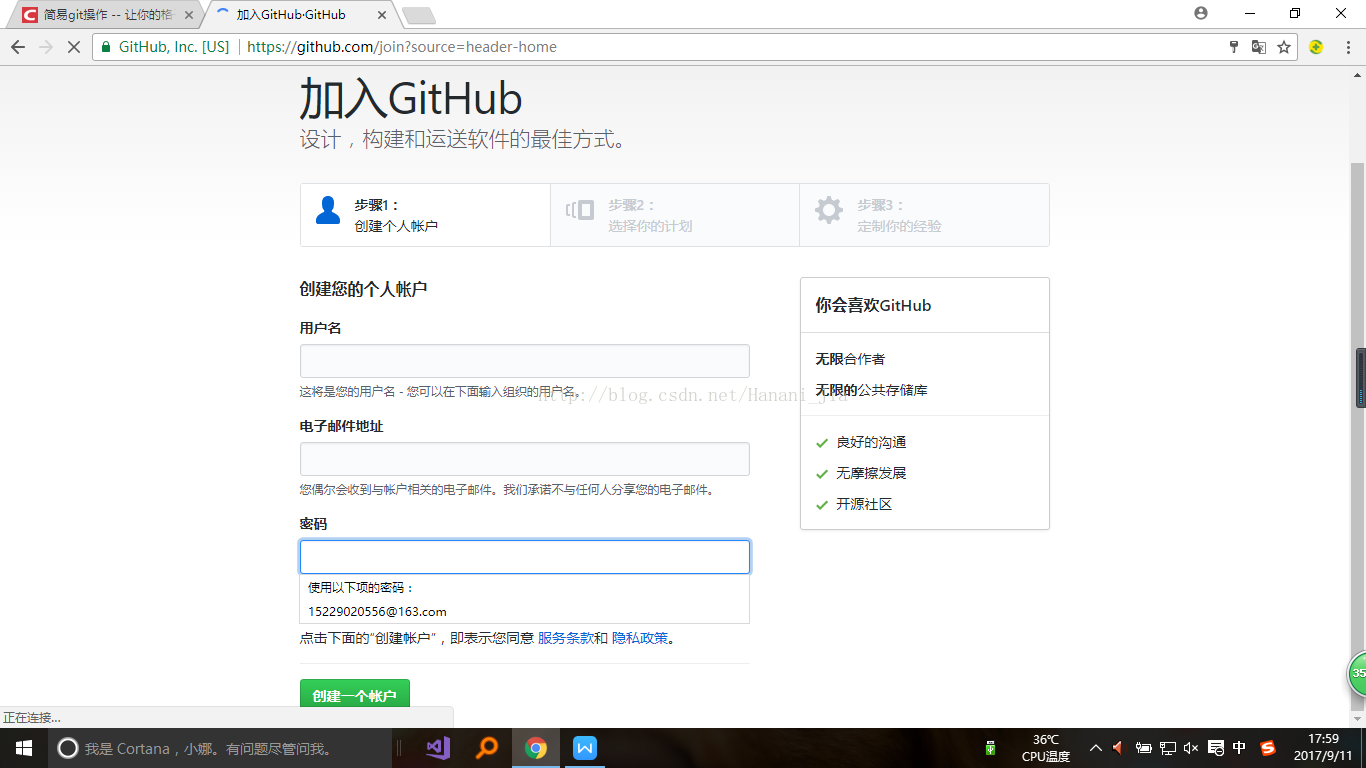 简易git操作 -- 让你的格
加入GitHub·GitHub
GitHub, Inc. [US]
https://github.com/join?source=header-home
加入GitHub
设计，构建和运送软件的最佳方式。
步骤1：
创建个人帐户
步骤2：
选择你的计划
步骤3：
定制你的经验
创建您的个人帐户
用户名
这将是您的用户名 - 您可以在下面输入组织的用户名。
电子邮件地址
您偶尔会收到与帐户相关的电子邮件。我们承诺不与任何人分享您的电子邮件。
密码
使用以下项的密码：
15229020556@163.com
点击下面的“创建帐户”，即表示您同意 服务条款和 隐私政策。
创建一个帐户
你会喜欢GitHub
无限合作者
无限的公共存储库
良好的沟通
无摩擦发展
开源社区
http://blog.csdn.net/Hanani_jia
35
正在连接...
我是 Cortana，小娜。有问题尽管问我。
36℃
CPU温度
中
17:59
2017/9/11